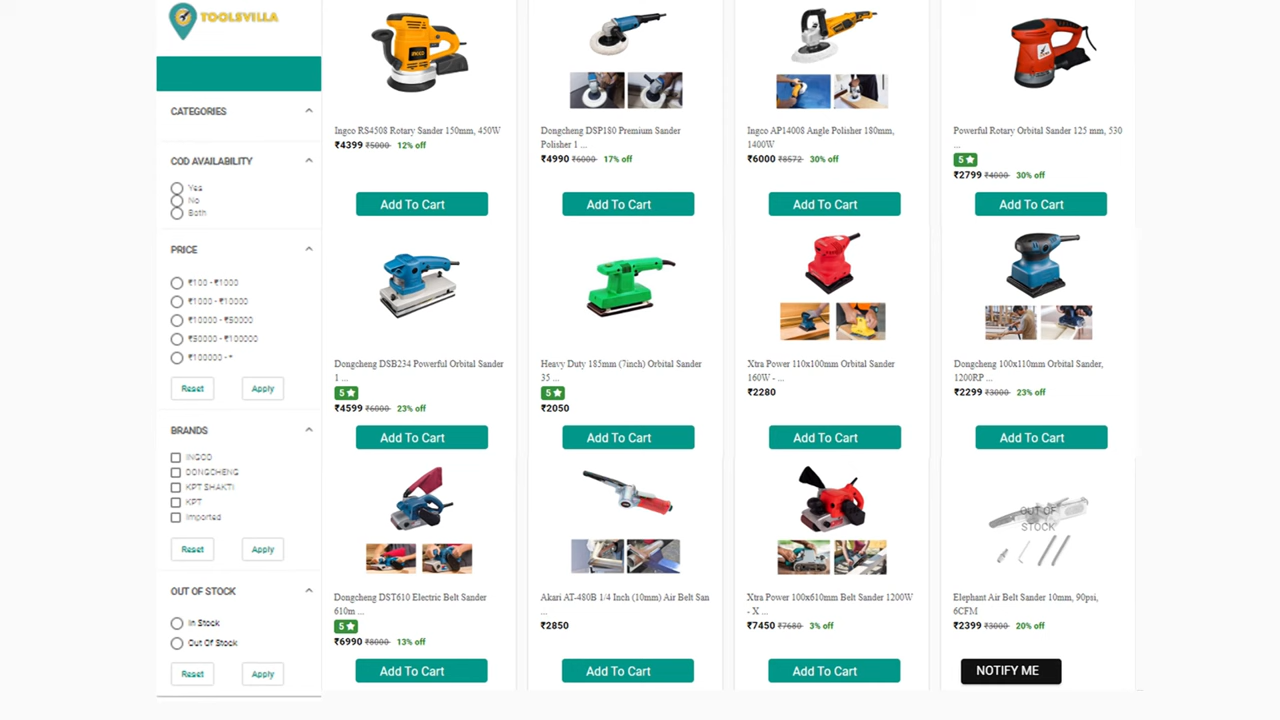 TOOLSVILLA
CATEGORIES
COD AVAILABILITY
Yes
No
Both
PRICE
₹100 - ₹1000
₹1000 - ₹10000
₹10000 - ₹50000
₹50000 - ₹100000
₹100000 - *
Reset Apply
BRANDS
INGCO
DONGCHENG
KPT SHAKTI
KPT
Imported
Reset Apply
OUT OF STOCK
In Stock
Out Of Stock
Reset Apply
Ingco RS4508 Rotary Sander 150mm, 450W
₹4399 ₹5000 12% off
Add To Cart
Dongcheng DSP180 Premium Sander
Polisher 1 ...
₹4990 ₹6000 17% off
Add To Cart
Ingco AP14008 Angle Polisher 180mm,
1400W
₹6000 ₹8572 30% off
Add To Cart
Powerful Rotary Orbital Sander 125 mm, 530
...
5 ★
₹2799 ₹4000 30% off
Add To Cart
Dongcheng DSB234 Powerful Orbital Sander
1 ...
5 ★
₹4599 ₹6000 23% off
Add To Cart
Heavy Duty 185mm (7inch) Orbital Sander
35 ...
5 ★
₹2050
Add To Cart
Xtra Power 110x100mm Orbital Sander
160W - ...
₹2280
Add To Cart
Dongcheng 100x110mm Orbital Sander,
1200RP ...
₹2299 ₹3000 23% off
Add To Cart
Dongcheng DST610 Electric Belt Sander
610m ...
5 ★
₹6990 ₹8000 13% off
Add To Cart
Akari AT-480B 1/4 Inch (10mm) Air Belt San
...
₹2850
Add To Cart
Xtra Power 100x610mm Belt Sander 1200W
- X ...
₹7450 ₹7680 3% off
Add To Cart
OUT OF
STOCK
Elephant Air Belt Sander 10mm, 90psi,
6CFM
₹2399 ₹3000 20% off
NOTIFY ME